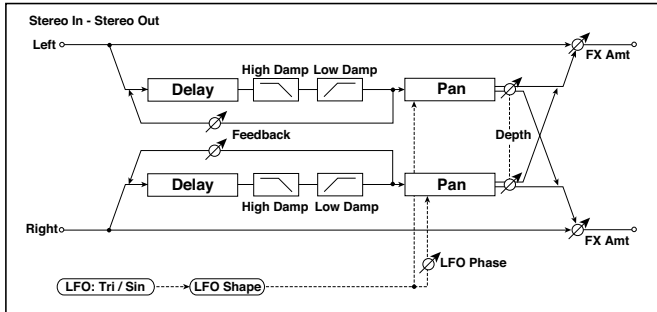 Stereo In - Stereo Out
Left
FX Amt
High Damp Low Damp
Delay
Pan
Feedback
Depth
Delay
Pan
High Damp Low Damp
Right
FX Amt
LFO Phase
LFO: Tri / Sin
LFO Shape